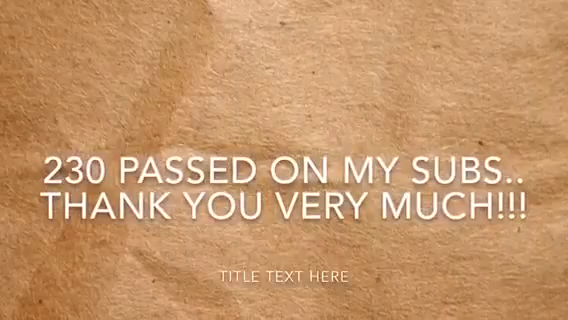 230 PASSED ON MY SUBS..
THANK YOU VERY MUCH!!!
TITLE TEXT HERE